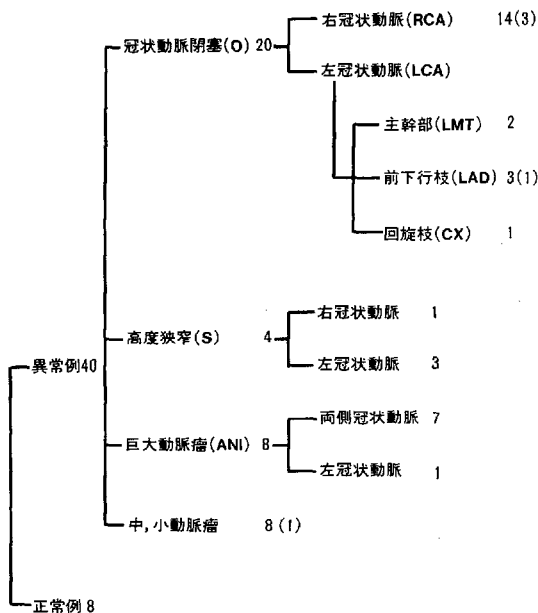 冠状動脈閉塞(O) 20
右冠状動脈(RCA) 14(3)
左冠状動脈(LCA)
主幹部(LMT) 2
前下行枝(LAD) 3(1)
回旋枝(CX) 1
高度狭窄(S) 4
右冠状動脈 1
左冠状動脈 3
異常例40
巨大動脈瘤(ANI) 8
両側冠状動脈 7
左冠状動脈 1
中,小動脈瘤 8(1)
正常例 8